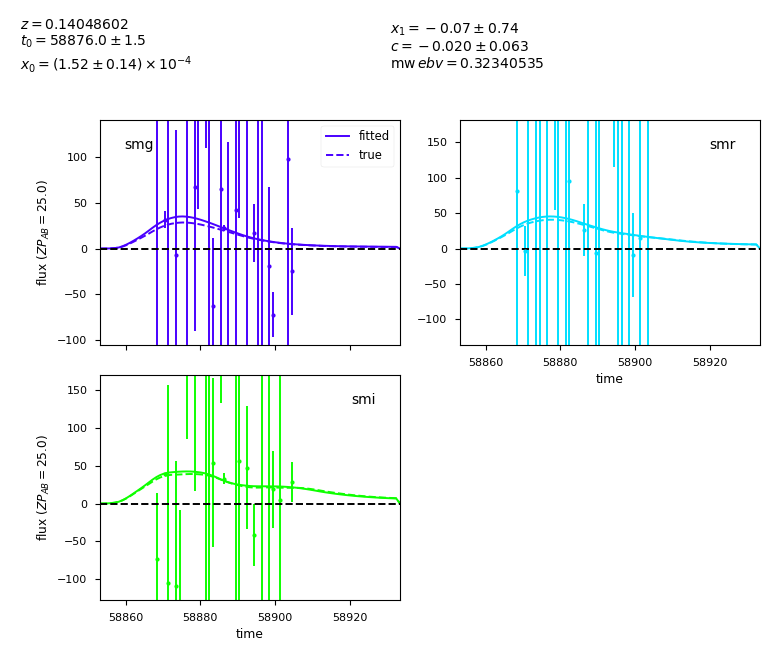 z = 0.14048602
t₀ = 58876.0 ± 1.5
x₀ = (1.52 ± 0.14) × 10⁻⁴
x₁ = −0.07 ± 0.74
c = −0.020 ± 0.063
mw ebv = 0.32340535
smg
fitted
true
100
50
0
−50
−100
flux (ZP_AB = 25.0)
smr
150
100
50
0
−50
−100
58860 58880 58900 58920
time
smi
150
100
50
0
−50
−100
flux (ZP_AB = 25.0)
58860 58880 58900 58920
time